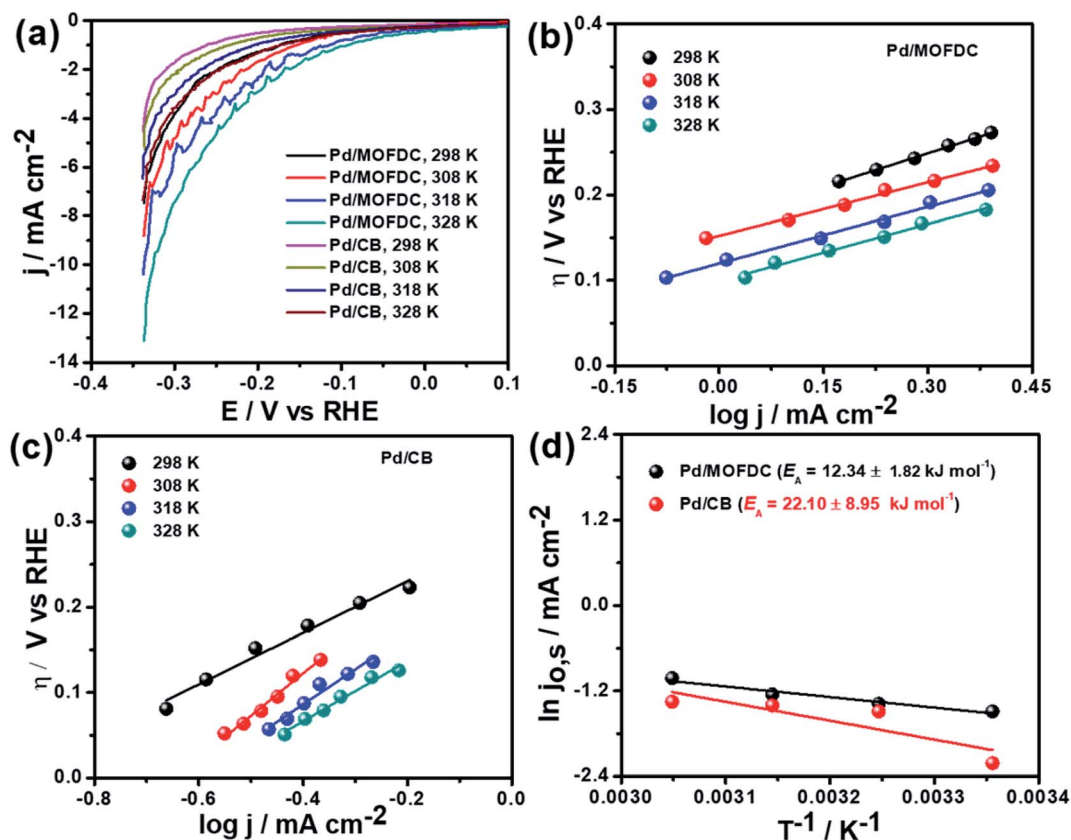 (a)
0
-2
-4
-6
-8
-10
-12
-14
j / mA cm-2
Pd/MOFDC, 298 K
Pd/MOFDC, 308 K
Pd/MOFDC, 318 K
Pd/MOFDC, 328 K
Pd/CB, 298 K
Pd/CB, 308 K
Pd/CB, 318 K
Pd/CB, 328 K
-0.4 -0.3 -0.2 -0.1 0.0 0.1
E / V vs RHE
(b)
Pd/MOFDC
298 K
308 K
318 K
328 K
0.4
0.3
0.2
0.1
0.0
η / V vs RHE
-0.15 0.00 0.15 0.30 0.45
log j / mA cm-2
(c)
Pd/CB
298 K
308 K
318 K
328 K
0.4
0.3
0.2
0.1
0.0
η / V vs RHE
-0.8 -0.6 -0.4 -0.2 0.0
log j / mA cm-2
(d)
2.4
1.2
0.0
-1.2
-2.4
ln jo,s / mA cm-2
Pd/MOFDC (EA = 12.34 ± 1.82 kJ mol-1)
Pd/CB (EA = 22.10 ± 8.95 kJ mol-1)
0.0030 0.0031 0.0032 0.0033 0.0034
T-1 / K-1